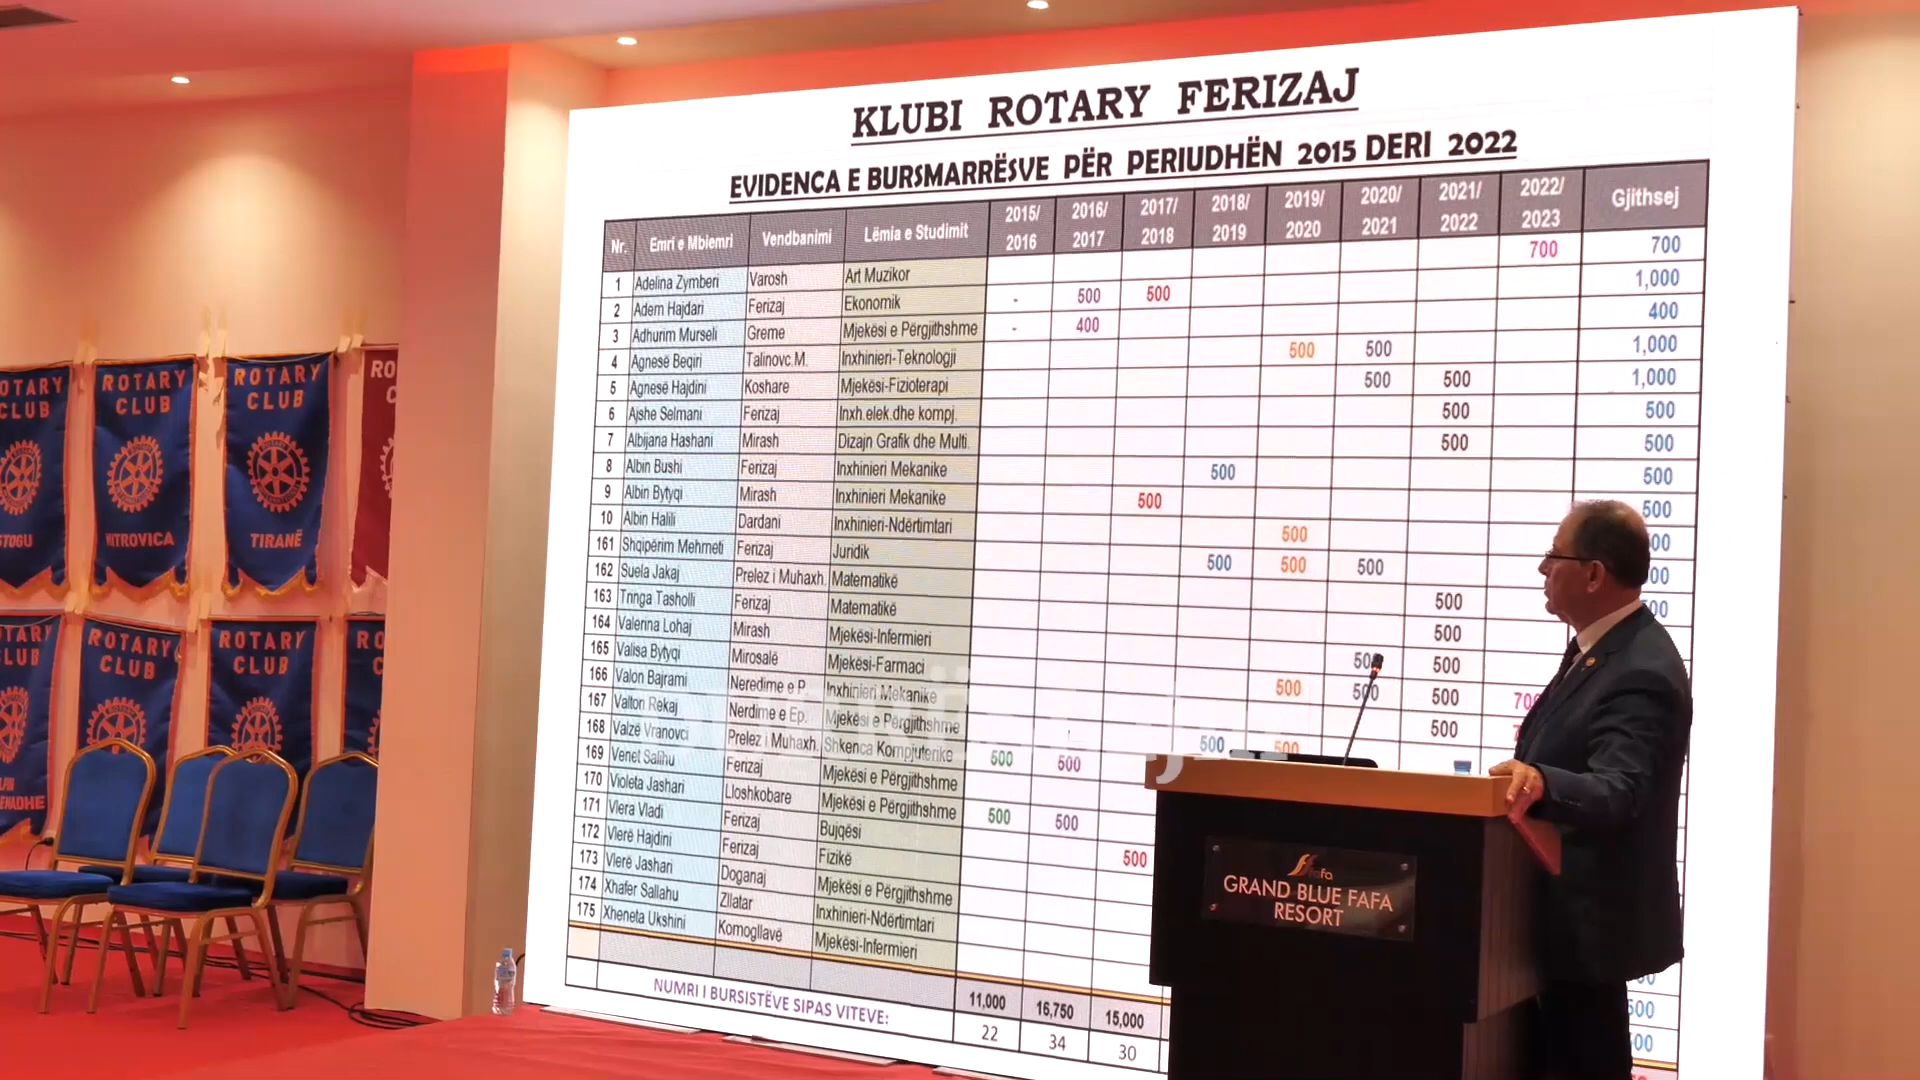 KLUBI ROTARY FERIZAJ
EVIDENCA E BURSMARRËSVE PËR PERIUDHËN 2015 DERI 2022
Nr. Emri e Mbiemri Vendbanimi Lëmia e Studimit 2015/2016 2016/2017 2017/2018 2018/2019 2019/2020 2020/2021 2021/2022 2022/2023 Gjithsej
1 Adelina Zymberi Varosh Art Muzikor 700 700
2 Adem Hajdari Ferizaj Ekonomik - 500 500 1,000
3 Adhurim Murseli Greme Mjekësi e Përgjithshme - 400 400
4 Agnesë Beqiri Talinovc.M. Inxhinieri-Teknologji 500 500 1,000
5 Agnesë Hajdini Koshare Mjekësi-Fizioterapi 500 500 1,000
6 Ajshe Selmani Ferizaj Inxh.elek.dhe kompj. 500 500
7 Albijana Hashani Mirash Dizajn Grafik dhe Multi. 500 500
8 Albin Bushi Ferizaj Inxhinieri Mekanike 500 500
9 Albin Bytyqi Mirash Inxhinieri Mekanike 500 500
10 Albin Halili Dardani Inxhinieri-Ndërtimtari 500
161 Shqipërim Mehmeti Ferizaj Juridik 500 500 500
162 Suela Jakaj Prelez i Muhaxh. Matematikë 500
163 Tringa Tasholli Ferizaj Matematikë 500
164 Valerina Lohaj Mirash Mjekësi-Infermieri 500
165 Valisa Bytyqi Mirosalë Mjekësi-Farmaci 500 500 500
166 Valon Bajrami Neredime e P. Inxhinieri Mekanike 500
167 Valton Rekaj Nerdime e Ep. Mjekësi e Përgjithshme 500 500
168 Valzë Vranovci Prelez i Muhaxh. Shkenca Kompjuterike 500 500
169 Venet Salihu Ferizaj Mjekësi e Përgjithshme
170 Violeta Jashari Lloshkobare Mjekësi e Përgjithshme 500 500
171 Vlera Vladi Ferizaj Bujqësi
172 Vlerë Hajdini Ferizaj Fizikë 500
173 Vlerë Jashari Doganaj Mjekësi e Përgjithshme
174 Xhafer Sallahu Zllatar Inxhinieri-Ndërtimtari
175 Xheneta Ukshini Komogllavë Mjekësi-Infermieri
11,000 16,750 15,000
NUMRI I BURSISTËVE SIPAS VITEVE: 22 34 30
ROTARY CLUB
ROTARY CLUB MITROVICA
ROTARY CLUB TIRANË
ROTARY CLUB
ROTARY CLUB
fafa
GRAND BLUE FAFA
RESORT